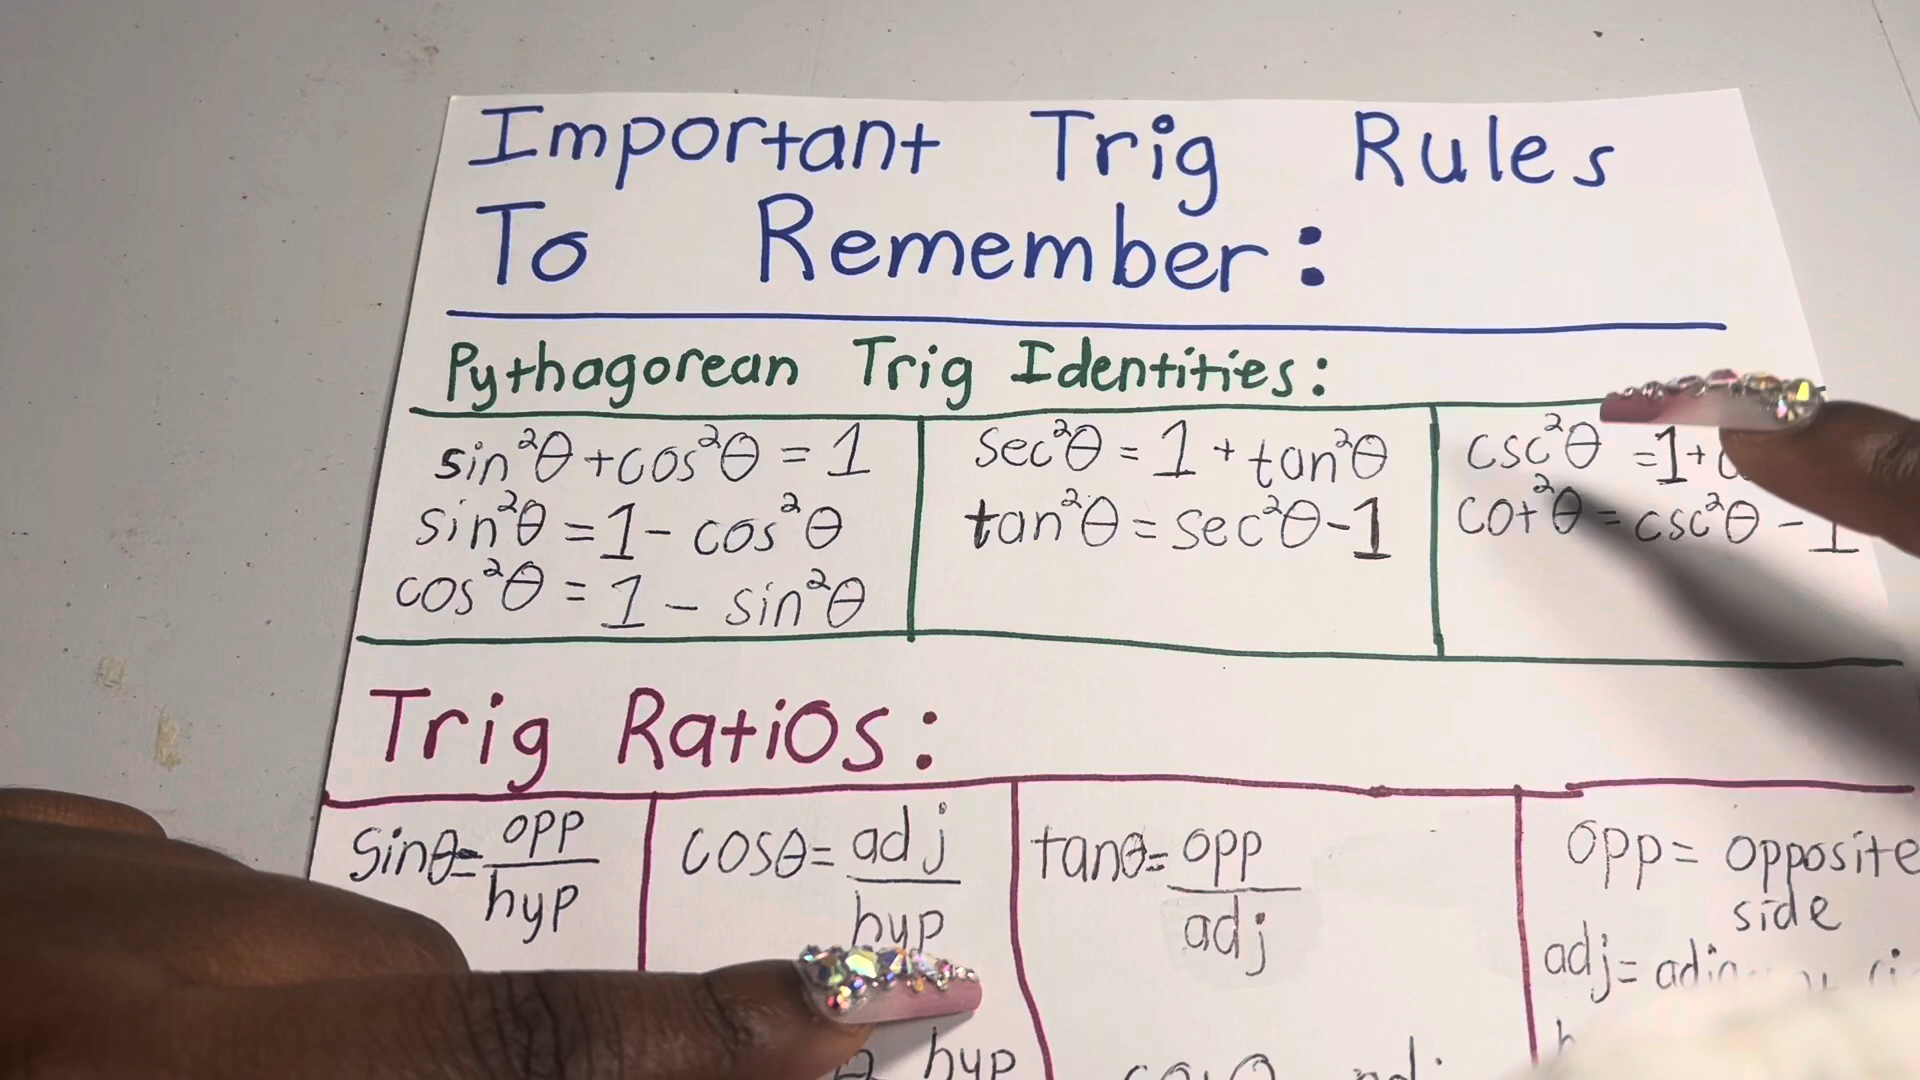 Important Trig Rules
To Remember:
Pythagorean Trig Identities:
sin²θ+cos²θ = 1
sin²θ = 1 - cos²θ
cos²θ = 1 - sin²θ
sec²θ = 1 + tan²θ
tan²θ = sec²θ-1
csc²θ = 1+
cot²θ = csc²θ - 1
Trig Ratios:
sinθ= opp
hyp
cosθ= adj
hyp
hyp
tanθ= opp
adj
opp= opposite
side
adj=